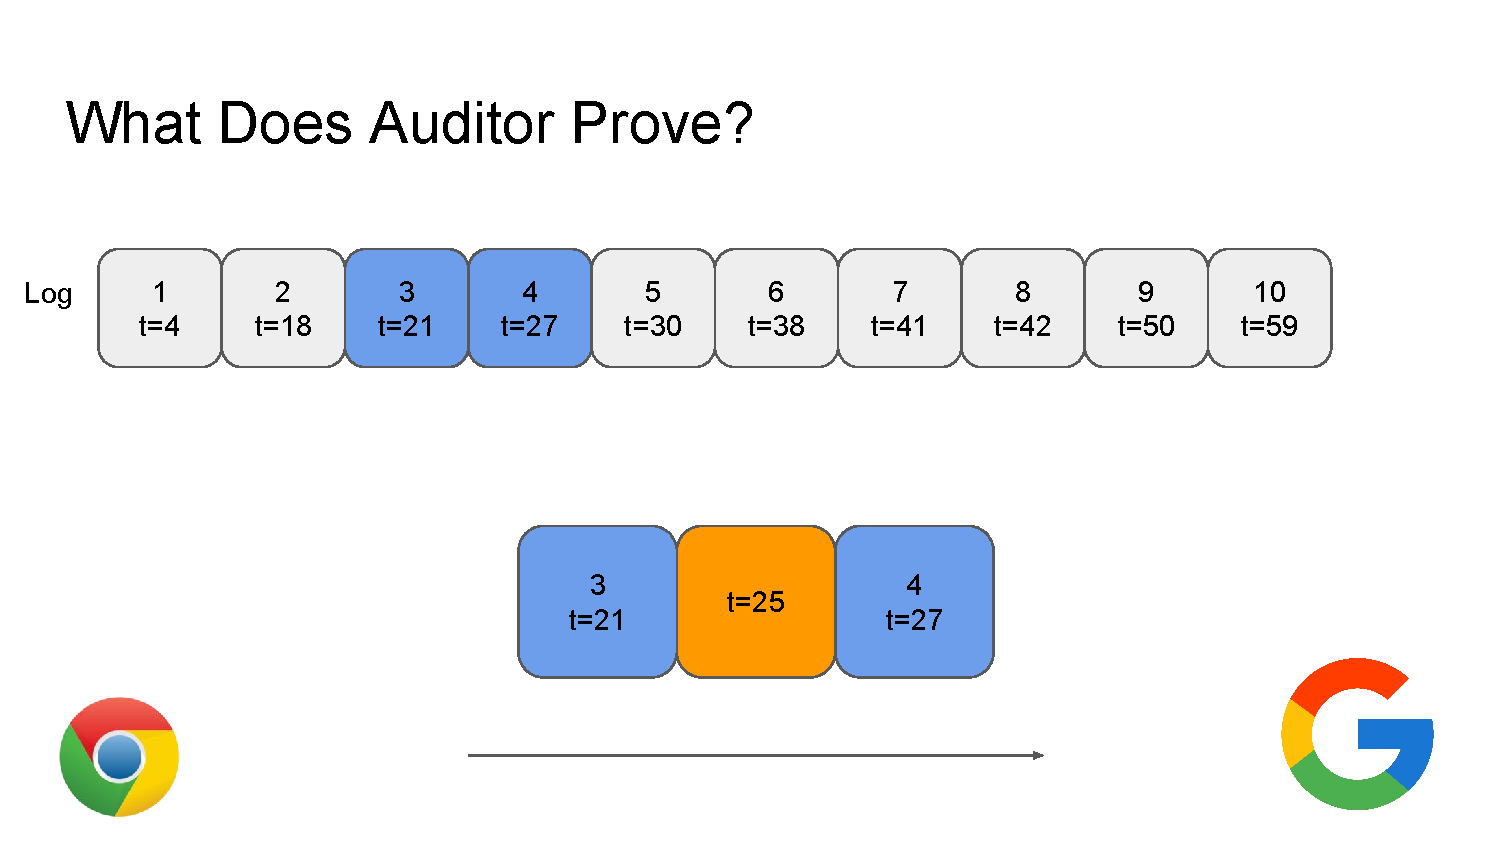 What Does Auditor Prove?
Log
1
t=4
2
t=18
3
t=21
4
t=27
5
t=30
6
t=38
7
t=41
8
t=42
9
t=50
10
t=59
3
t=21
t=25
4
t=27